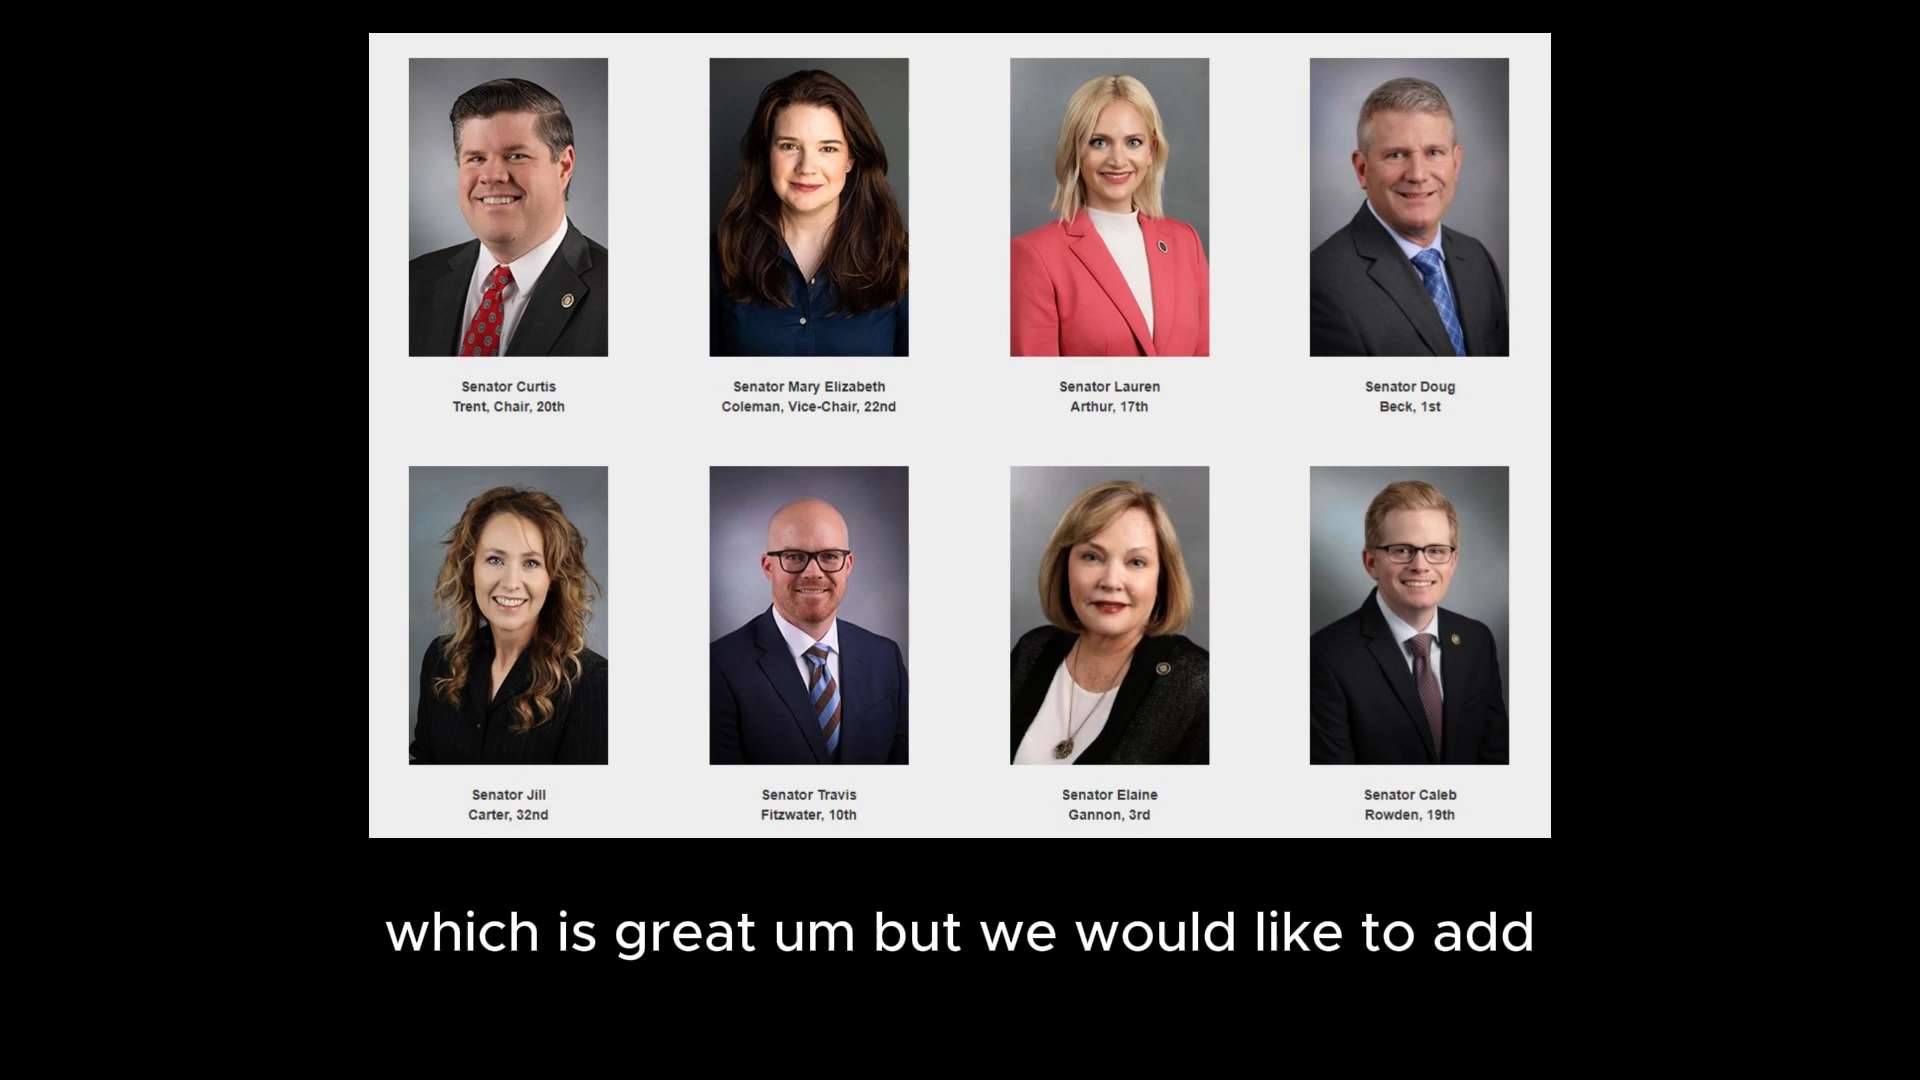 Senator Curtis
Trent, Chair, 20th
Senator Mary Elizabeth
Coleman, Vice-Chair, 22nd
Senator Lauren
Arthur, 17th
Senator Doug
Beck, 1st
Senator Jill
Carter, 32nd
Senator Travis
Fitzwater, 10th
Senator Elaine
Gannon, 3rd
Senator Caleb
Rowden, 19th
which is great um but we would like to add